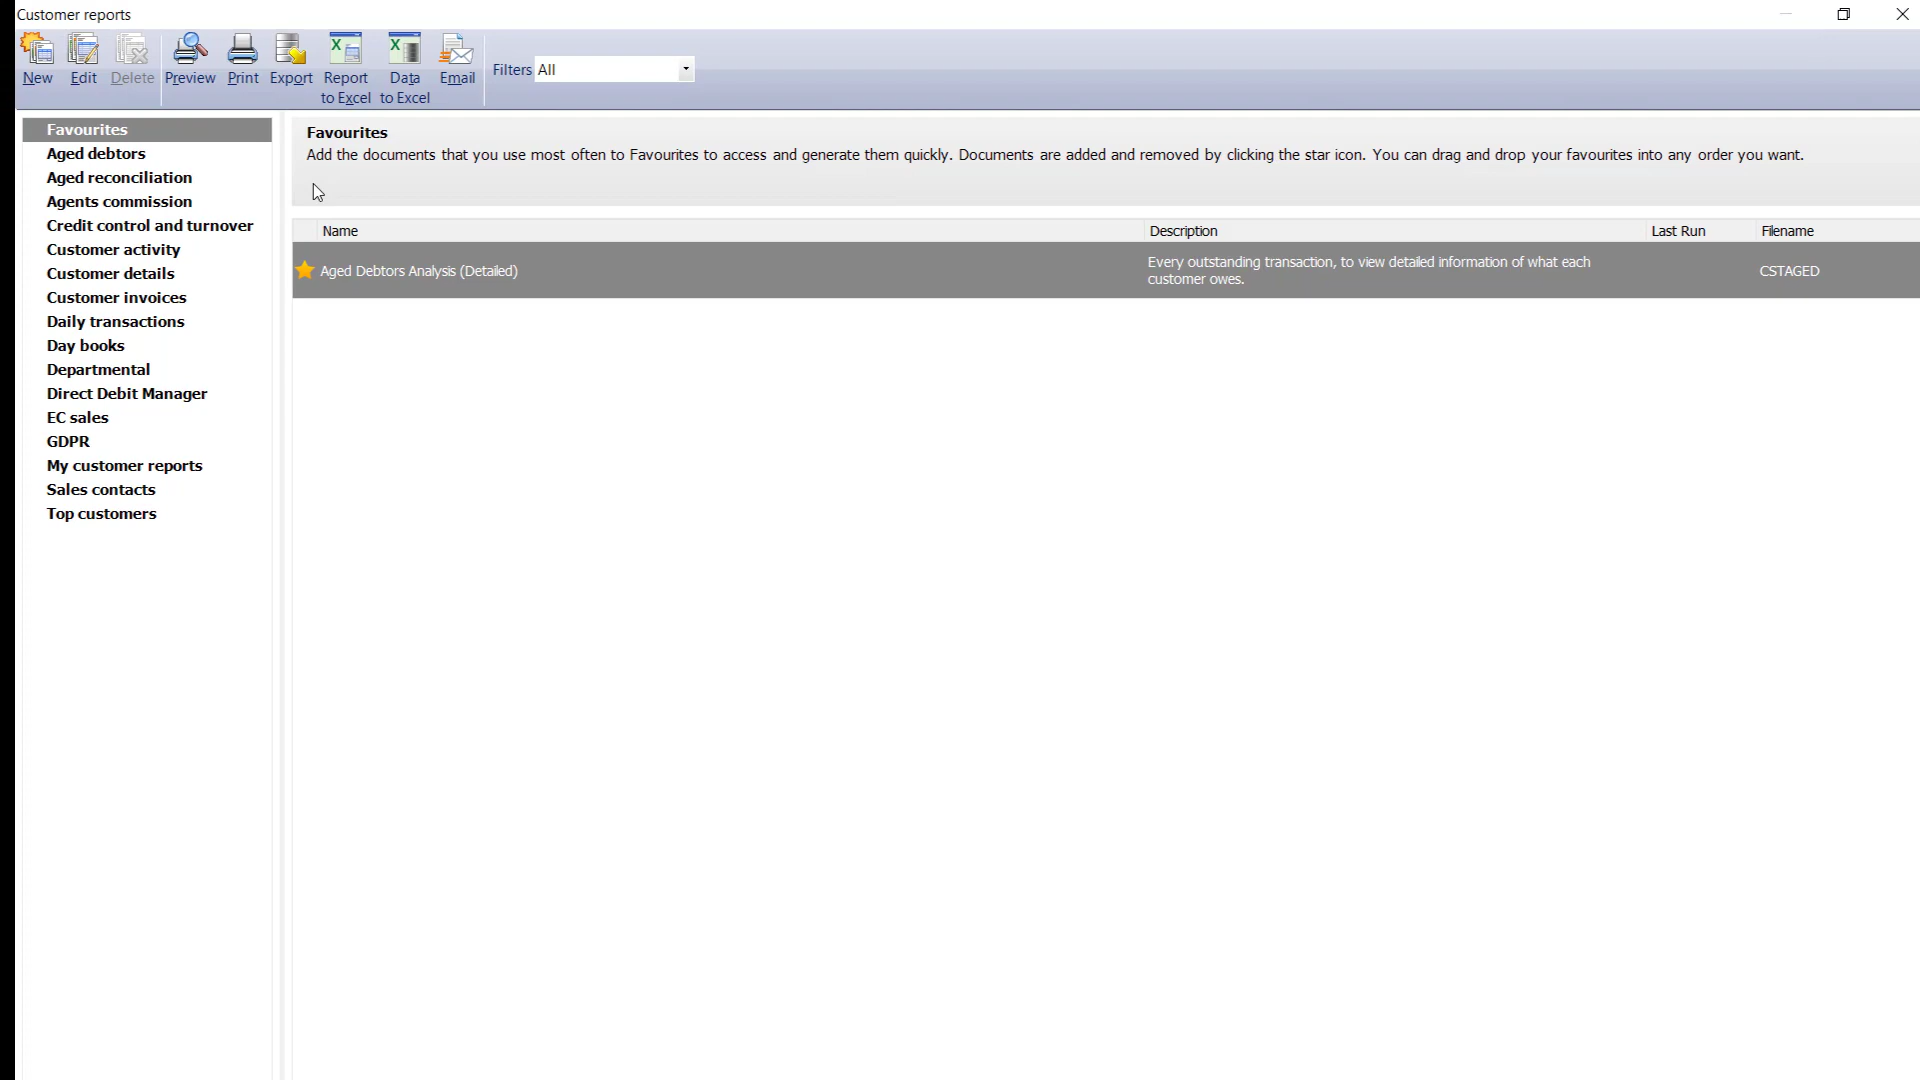 Customer reports
New Edit Delete Preview Print Export Report to Excel Data to Excel Email Filters All
Favourites
Aged debtors
Aged reconciliation
Agents commission
Credit control and turnover
Customer activity
Customer details
Customer invoices
Daily transactions
Day books
Departmental
Direct Debit Manager
EC sales
GDPR
My customer reports
Sales contacts
Top customers
Favourites
Add the documents that you use most often to Favourites to access and generate them quickly. Documents are added and removed by clicking the star icon. You can drag and drop your favourites into any order you want.
Name Description Last Run Filename
Aged Debtors Analysis (Detailed)
Every outstanding transaction, to view detailed information of what each
customer owes.
CSTAGED